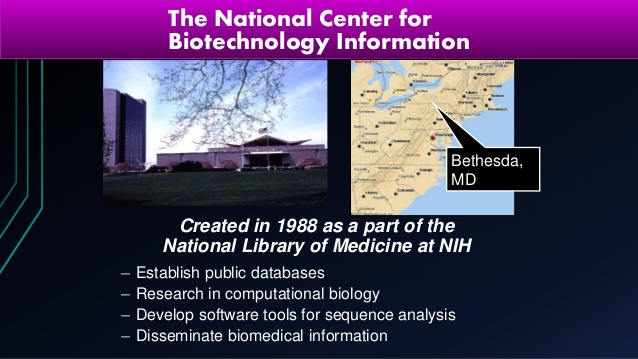 The National Center for
Biotechnology Information
Bethesda,
MD
Created in 1988 as a part of the
National Library of Medicine at NIH
– Establish public databases
– Research in computational biology
– Develop software tools for sequence analysis
– Disseminate biomedical information